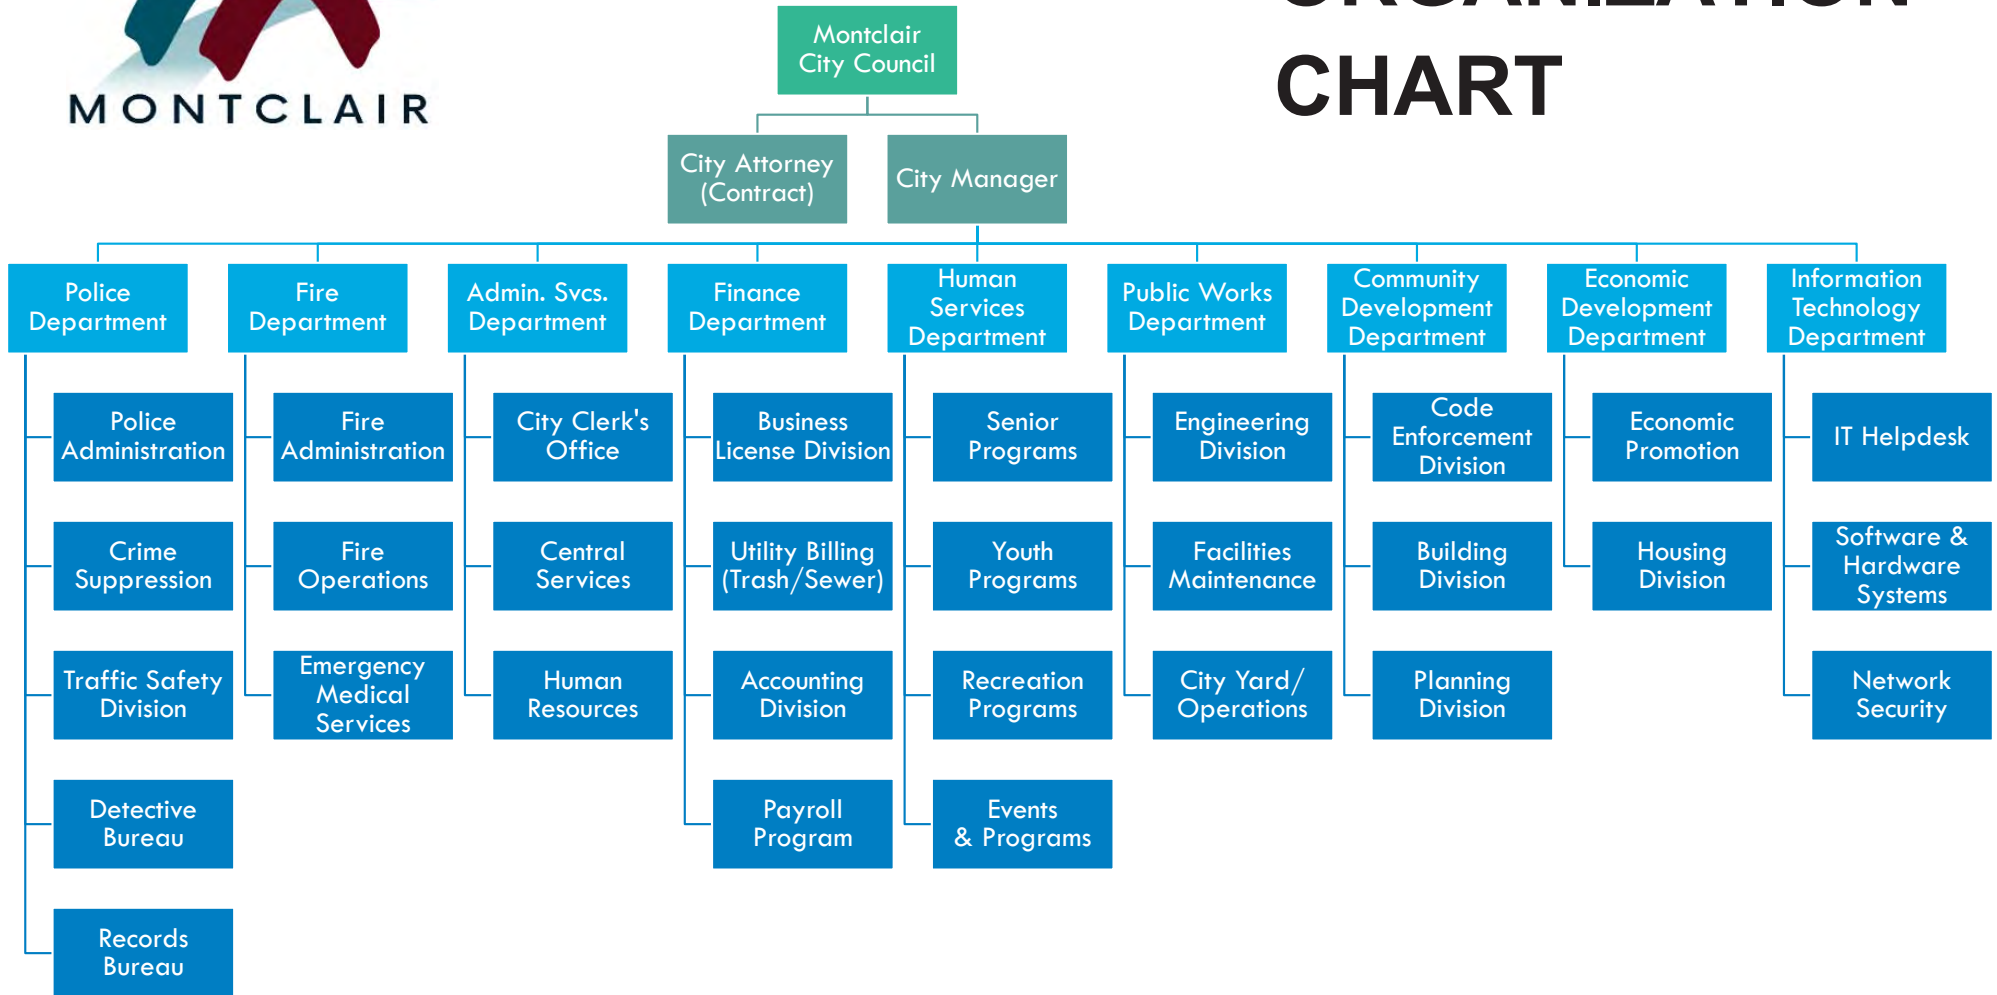 ORGANIZATION
CHART
MONTCLAIR
Montclair
City Council
City Attorney
(Contract)
City Manager
Police
Department
Fire
Department
Admin. Svcs.
Department
Finance
Department
Human
Services
Department
Public Works
Department
Community
Development
Department
Economic
Development
Department
Information
Technology
Department
Police
Administration
Crime
Suppression
Traffic Safety
Division
Detective
Bureau
Records
Bureau
Fire
Administration
Fire
Operations
Emergency
Medical
Services
City Clerk's
Office
Central
Services
Human
Resources
Business
License Division
Utility Billing
(Trash/Sewer)
Accounting
Division
Payroll
Program
Senior
Programs
Youth
Programs
Recreation
Programs
Events
& Programs
Engineering
Division
Facilities
Maintenance
City Yard/
Operations
Code
Enforcement
Division
Building
Division
Planning
Division
Economic
Promotion
Housing
Division
IT Helpdesk
Software &
Hardware
Systems
Network
Security